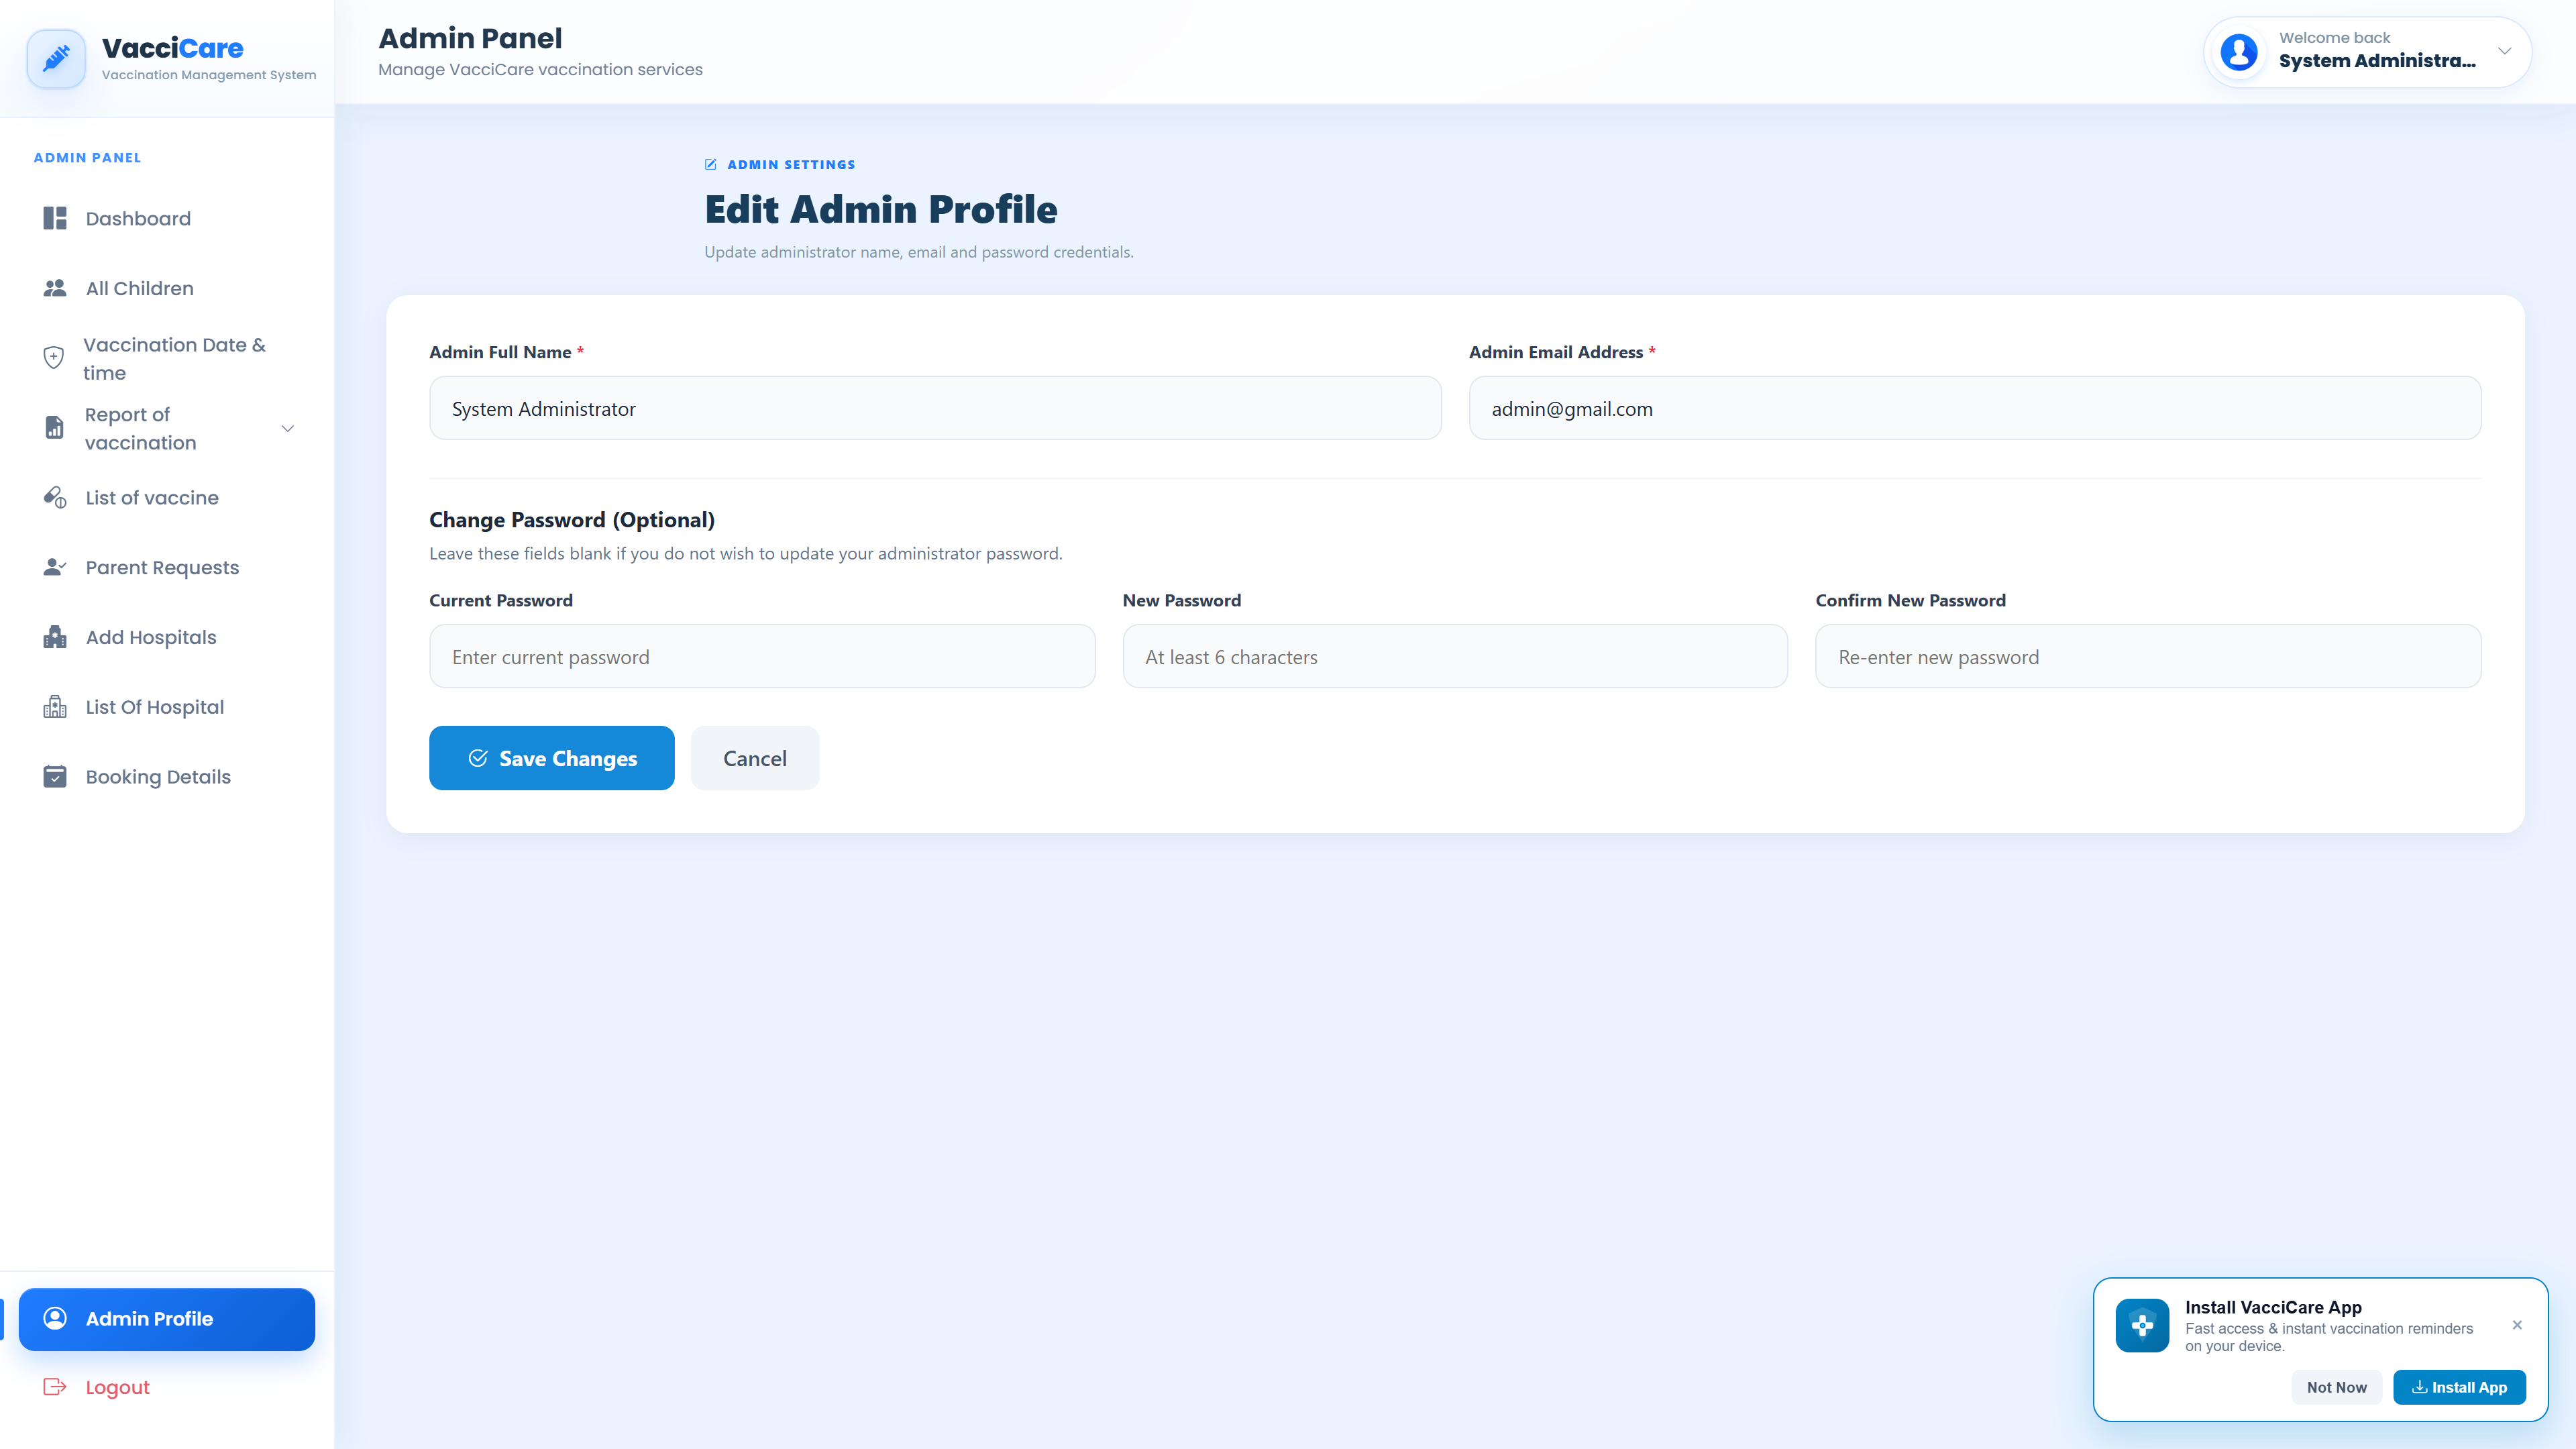 VacciCare
Vaccination Management System
ADMIN PANEL
Dashboard
All Children
Vaccination Date &
time
Report of
vaccination
List of vaccine
Parent Requests
Add Hospitals
List Of Hospital
Booking Details
Admin Profile
Logout
Admin Panel
Manage VacciCare vaccination services
Welcome back
System Administra...
ADMIN SETTINGS
Edit Admin Profile
Update administrator name, email and password credentials.
Admin Full Name *
Admin Email Address *
System Administrator
admin@gmail.com
Change Password (Optional)
Leave these fields blank if you do not wish to update your administrator password.
Current Password
New Password
Confirm New Password
Enter current password
At least 6 characters
Re-enter new password
Save Changes
Cancel
Install VacciCare App
Fast access & instant vaccination reminders
on your device.
×
Not Now
Install App